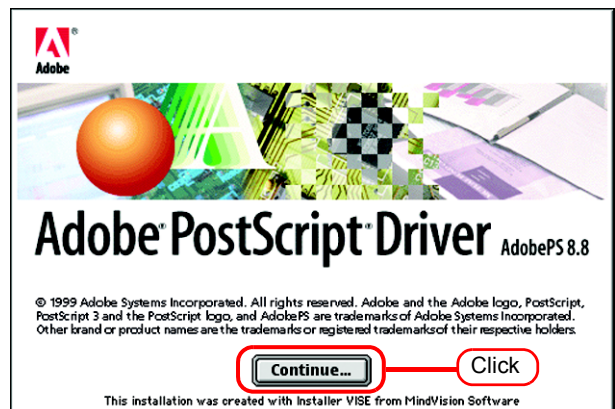 ®
Adobe
Adobe® PostScript® Driver AdobePS 8.8
© 1999 Adobe Systems Incorporated. All rights reserved. Adobe and the Adobe logo, PostScript,
PostScript 3 and the PostScript logo, and AdobePS are trademarks of Adobe Systems Incorporated.
Other brand or product names are the trademarks or registered trademarks of their respective holders.
Continue... Click
This installation was created with Installer VISE from MindVision Software